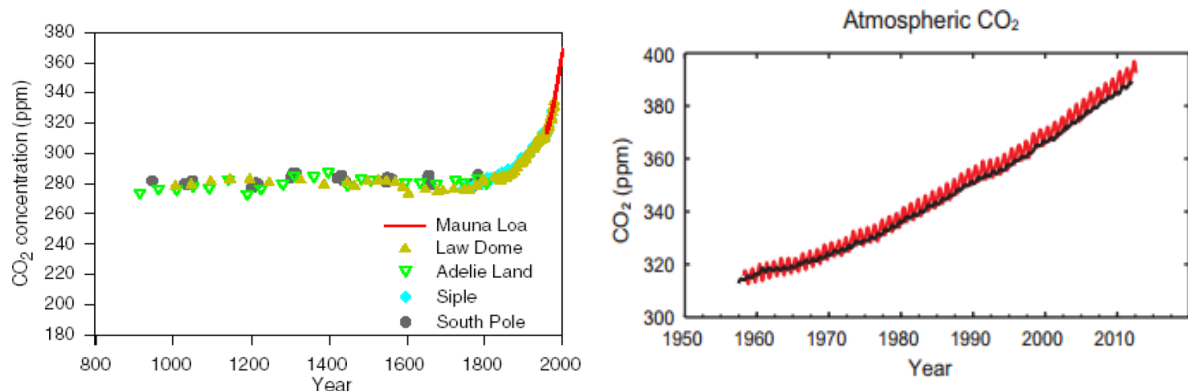 380
360
340
320
300
280
260
240
220
200
180
CO₂ concentration (ppm)
Mauna Loa
Law Dome
Adelie Land
Siple
South Pole
800 1000 1200 1400 1600 1800 2000
Year
Atmospheric CO₂
400
380
360
340
320
300
CO₂ (ppm)
1950 1960 1970 1980 1990 2000 2010
Year